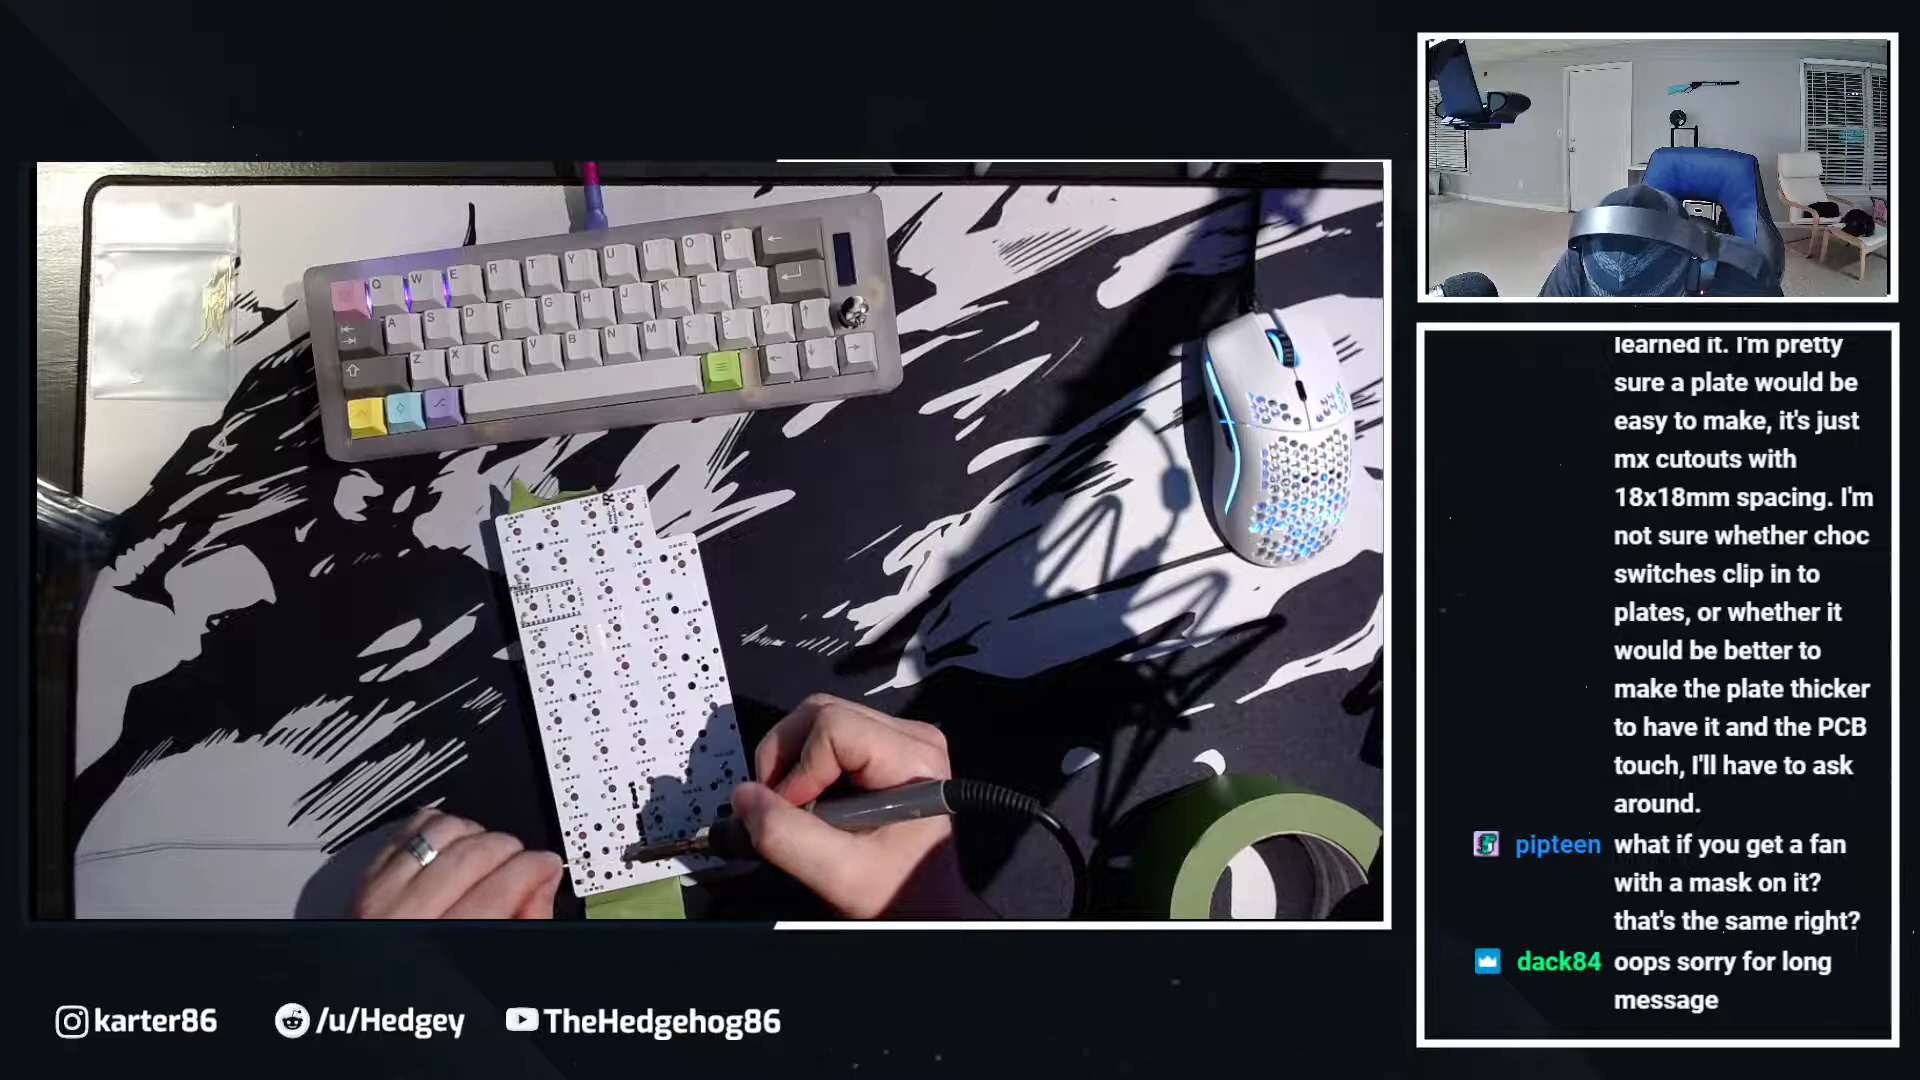 Q W E R T Y U I O P ←
A S D F G H J K L
Z X C V B N M < > ?
learned it. I'm pretty
sure a plate would be
easy to make, it's just
mx cutouts with
18x18mm spacing. I'm
not sure whether choc
switches clip in to
plates, or whether it
would be better to
make the plate thicker
to have it and the PCB
touch, I'll have to ask
around.
pipteen what if you get a fan
with a mask on it?
that's the same right?
dack84 oops sorry for long
message
karter86
/u/Hedgey
TheHedgehog86